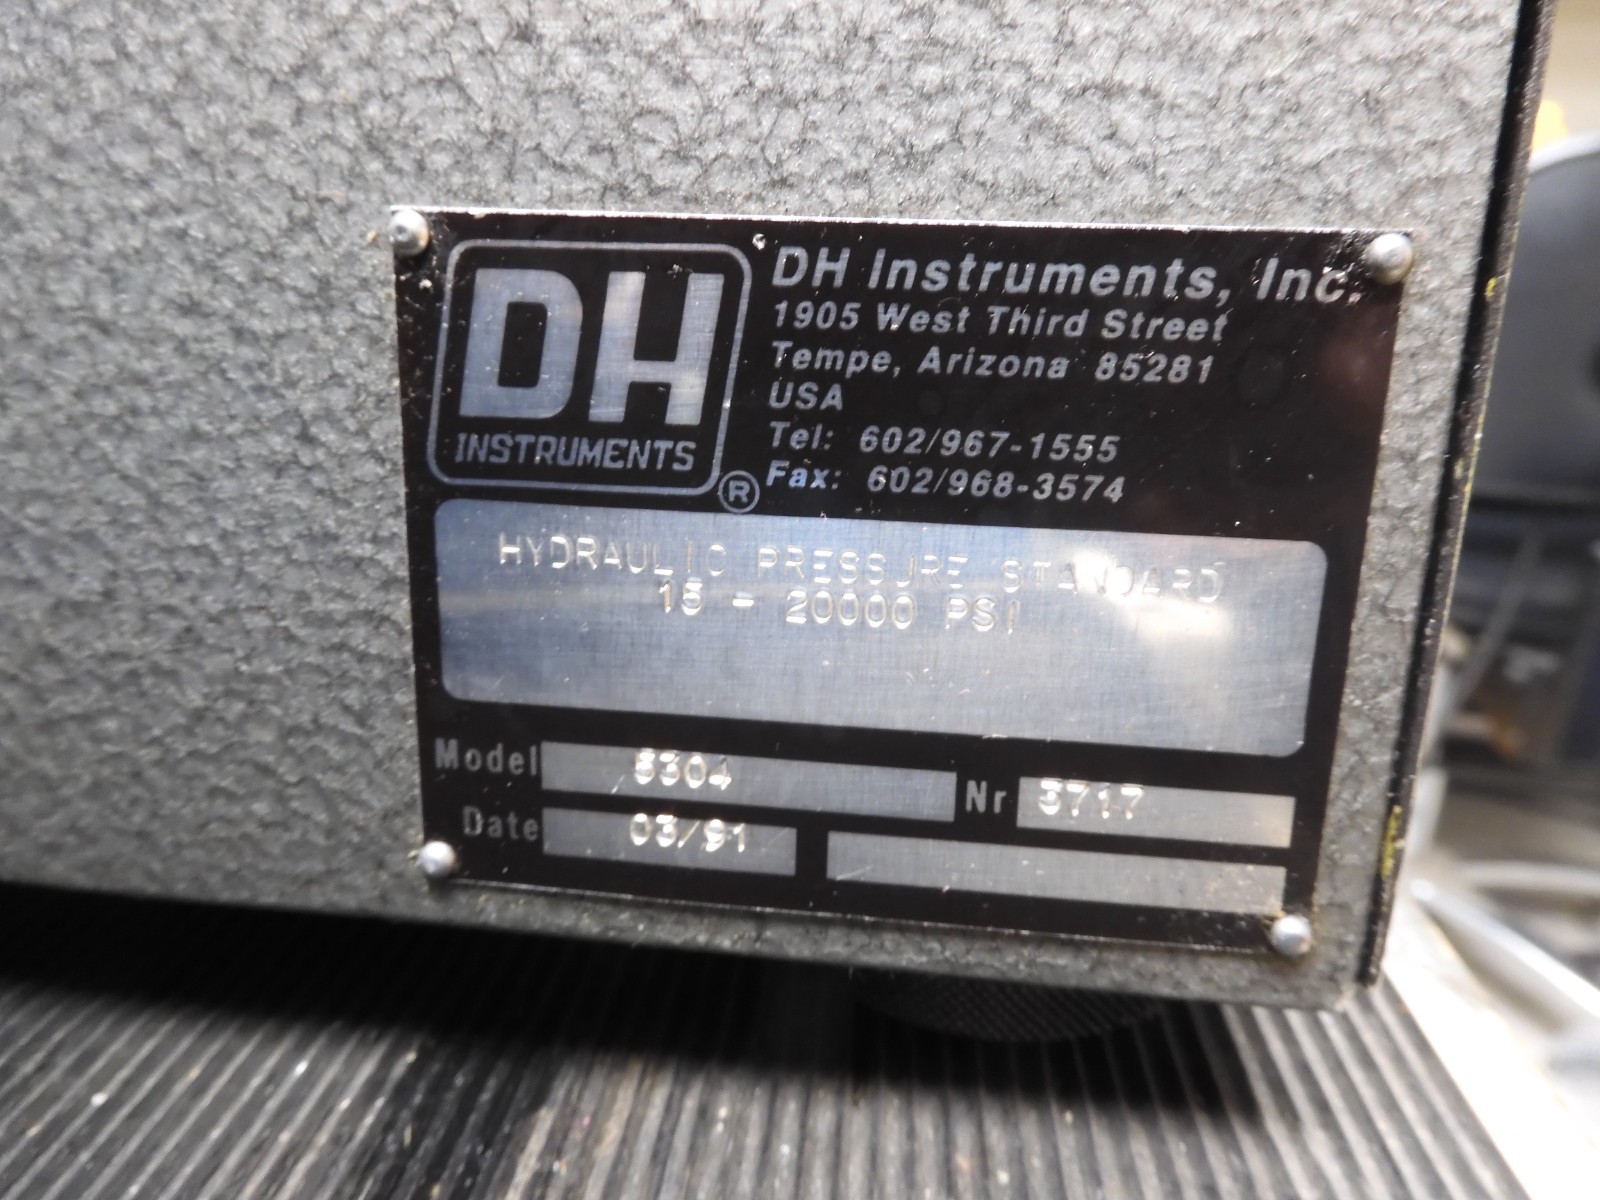 DH
INSTRUMENTS
®
DH Instruments, Inc.
1905 West Third Street
Tempe, Arizona 85281
USA
Tel: 602/967-1555
Fax: 602/968-3574
HYDRAULIC PRESSURE STANDARD
15 - 20000 PSI
Model 5304
Nr 3717
Date 03/91